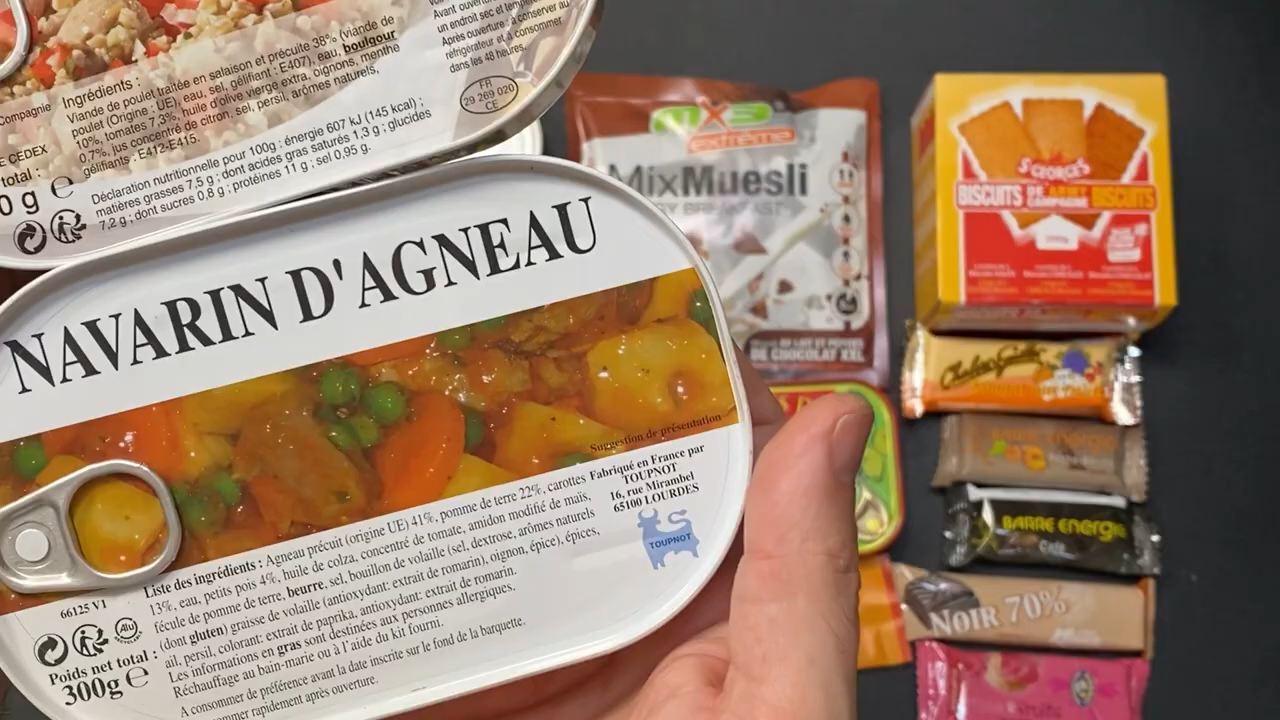 Avant ouverture
un endroit sec et tempéré
Après ouverture : à conserver au
réfrigérateur et à consommer
dans les 48 heures.
FR
29 269 020
CE
Compagnie
E CEDEX
total :
0 g e
Ingrédients :
Viande de poulet traitée en salaison et précuite 38% (viande de
poulet (Origine : UE), eau, sel, gélifiant : E407), eau, boulgour
10%, tomates 7.3%, huile d'olive vierge extra, oignons, menthe
0.7%, jus concentré de citron, sel, persil, arômes naturels,
gélifiants : E412-E415.
Déclaration nutritionnelle pour 100g : énergie 607 kJ (145 kcal) ;
matières grasses 7,5 g ; dont acides gras saturés 1,3 g ; glucides
7,2 g ; dont sucres 0,8 g ; protéines 11 g ; sel 0,95 g.
NAVARIN D'AGNEAU
Suggestion de présentation
Liste des ingrédients : Agneau précuit (origine UE) 41%, pomme de terre 22%, carottes
13%, eau, petits pois 4%, huile de colza, concentré de tomate, amidon modifié de maïs,
fécule de pomme de terre, beurre, sel, bouillon de volaille (sel, dextrose, arômes naturels
(dont gluten) graisse de volaille (antioxydant: extrait de romarin), oignon, épice), épices,
ail, persil, colorant: extrait de paprika, antioxydant: extrait de romarin.
Les informations en gras sont destinées aux personnes allergiques.
Réchauffage au bain-marie ou à l'aide du kit fourni.
A consommer de préférence avant la date inscrite sur le fond de la barquette.
rapidement après ouverture.
Fabriqué en France par
TOUPNOT
16, rue Mirambel
65100 LOURDES
TOUPNOT
66125 V1
Alu
Poids net total :
300g e
MX3
extrême
MixMuesli
DE CHOCOLAT XXL
St GEORGE'S
BISCUITS DE CAMPAGNE BISCUITS
BARRE énergie
Café
NOIR 70%